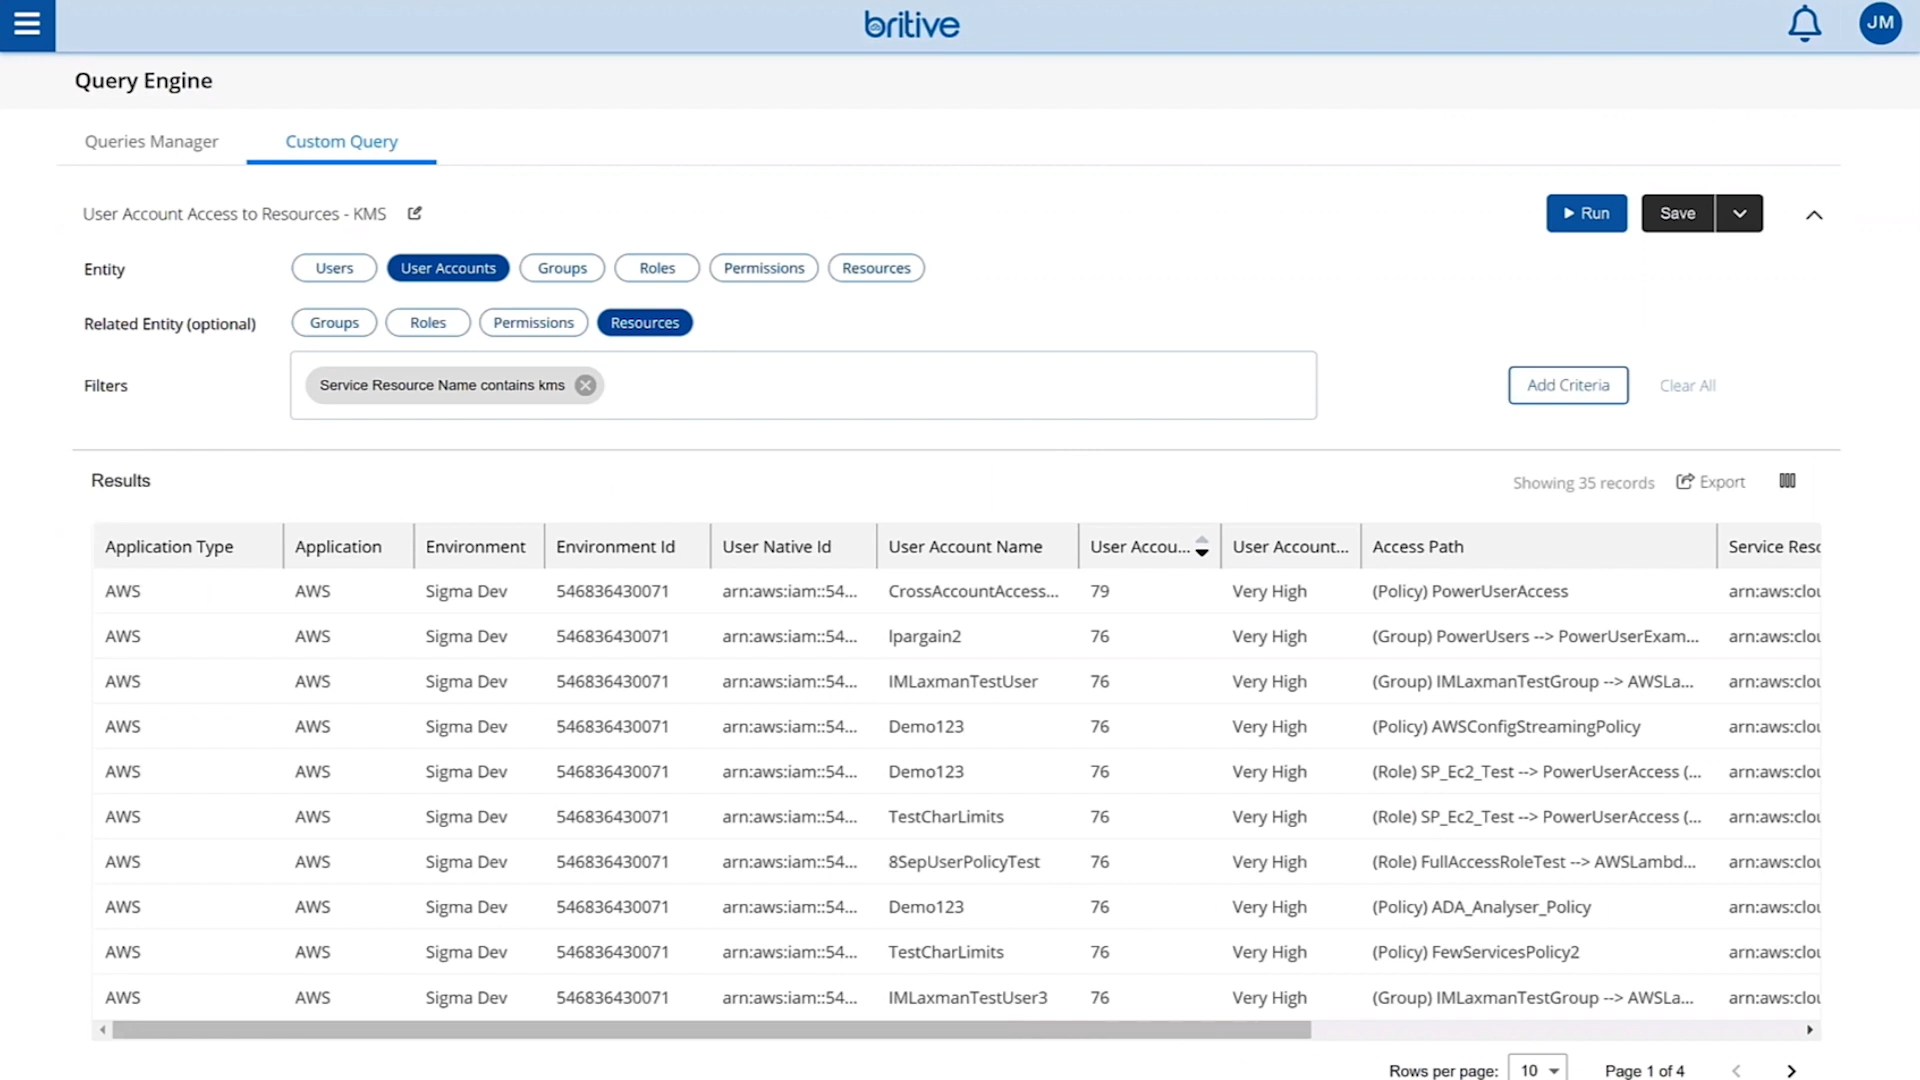 britive
JM
Query Engine
Queries Manager Custom Query
User Account Access to Resources - KMS Run Save
Entity Users User Accounts Groups Roles Permissions Resources
Related Entity (optional) Groups Roles Permissions Resources
Filters Service Resource Name contains kms Add Criteria Clear All
Results Showing 35 records Export
Application Type Application Environment Environment Id User Native Id User Account Name User Accou... User Account... Access Path Service Reso
AWS AWS Sigma Dev 546836430071 arn:aws:iam::54... CrossAccountAccess... 79 Very High (Policy) PowerUserAccess arn:aws:clou
AWS AWS Sigma Dev 546836430071 arn:aws:iam::54... lpargain2 76 Very High (Group) PowerUsers --> PowerUserExam... arn:aws:clou
AWS AWS Sigma Dev 546836430071 arn:aws:iam::54... IMLaxmanTestUser 76 Very High (Group) IMLaxmanTestGroup --> AWSLa... arn:aws:clou
AWS AWS Sigma Dev 546836430071 arn:aws:iam::54... Demo123 76 Very High (Policy) AWSConfigStreamingPolicy arn:aws:clou
AWS AWS Sigma Dev 546836430071 arn:aws:iam::54... Demo123 76 Very High (Role) SP_Ec2_Test --> PowerUserAccess (... arn:aws:clou
AWS AWS Sigma Dev 546836430071 arn:aws:iam::54... TestCharLimits 76 Very High (Role) SP_Ec2_Test --> PowerUserAccess (... arn:aws:clou
AWS AWS Sigma Dev 546836430071 arn:aws:iam::54... 8SepUserPolicyTest 76 Very High (Role) FullAccessRoleTest --> AWSLambd... arn:aws:clou
AWS AWS Sigma Dev 546836430071 arn:aws:iam::54... Demo123 76 Very High (Policy) ADA_Analyser_Policy arn:aws:clou
AWS AWS Sigma Dev 546836430071 arn:aws:iam::54... TestCharLimits 76 Very High (Policy) FewServicesPolicy2 arn:aws:clou
AWS AWS Sigma Dev 546836430071 arn:aws:iam::54... IMLaxmanTestUser3 76 Very High (Group) IMLaxmanTestGroup --> AWSLa... arn:aws:clou
Rows per page: 10 Page 1 of 4